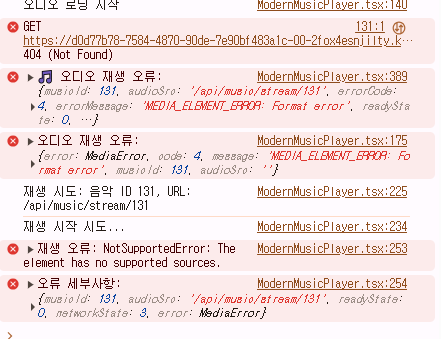 오디오 로딩 시작 ModernMusicPlayer.tsx:140
GET 131:1
https://d0d77b78-7584-4870-90de-7e90bf483a1c-00-2fox4esnjilty.k…
404 (Not Found)
🎵 오디오 재생 오류: ModernMusicPlayer.tsx:389
{musicId: 131, audioSrc: '/api/music/stream/131', errorCode:
4, errorMessage: 'MEDIA_ELEMENT_ERROR: Format error', readySta
te: 0, …}
오디오 재생 오류: ModernMusicPlayer.tsx:175
{error: MediaError, code: 4, message: 'MEDIA_ELEMENT_ERROR: Fo
rmat error', musicId: 131, audioSrc: ''}
재생 시도: 음악 ID 131, URL: ModernMusicPlayer.tsx:225
/api/music/stream/131
재생 시작 시도... ModernMusicPlayer.tsx:234
재생 오류: NotSupportedError: The ModernMusicPlayer.tsx:253
element has no supported sources.
오류 세부사항: ModernMusicPlayer.tsx:254
{musicId: 131, audioSrc: '/api/music/stream/131', readyState:
0, networkState: 3, error: MediaError}